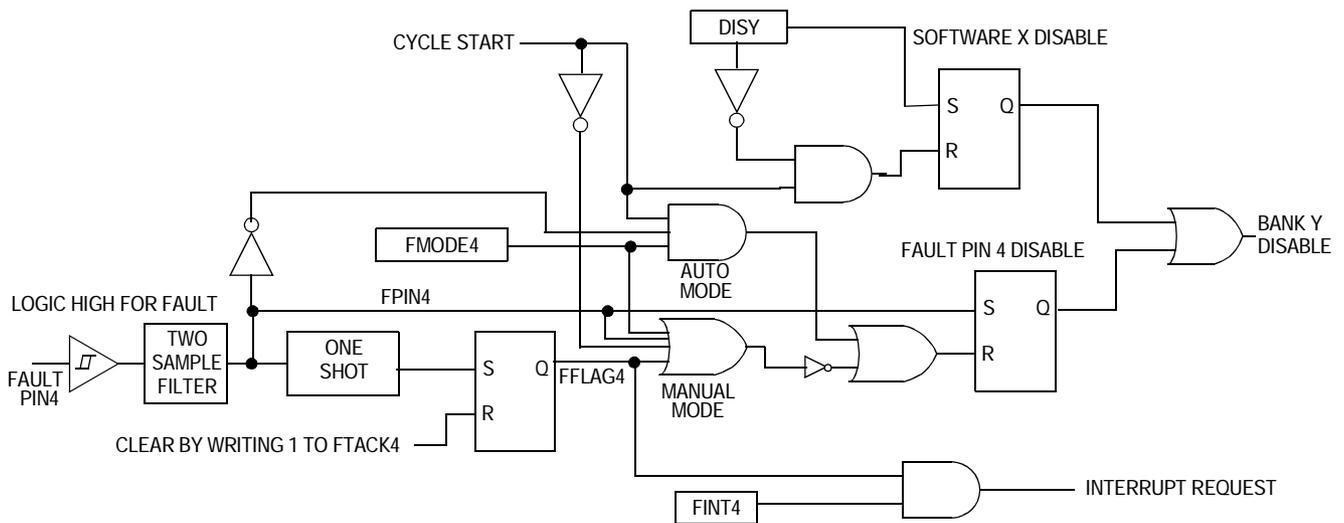 DISY
CYCLE START
SOFTWARE X DISABLE
S
Q
R
FMODE4
AUTO
MODE
BANK Y
DISABLE
FAULT PIN 4 DISABLE
LOGIC HIGH FOR FAULT
FPIN4
S
Q
R
TWO
SAMPLE
FILTER
ONE
SHOT
FAULT
PIN4
S
Q
R
FFLAG4
MANUAL
MODE
CLEAR BY WRITING 1 TO FTACK4
FINT4
INTERRUPT REQUEST